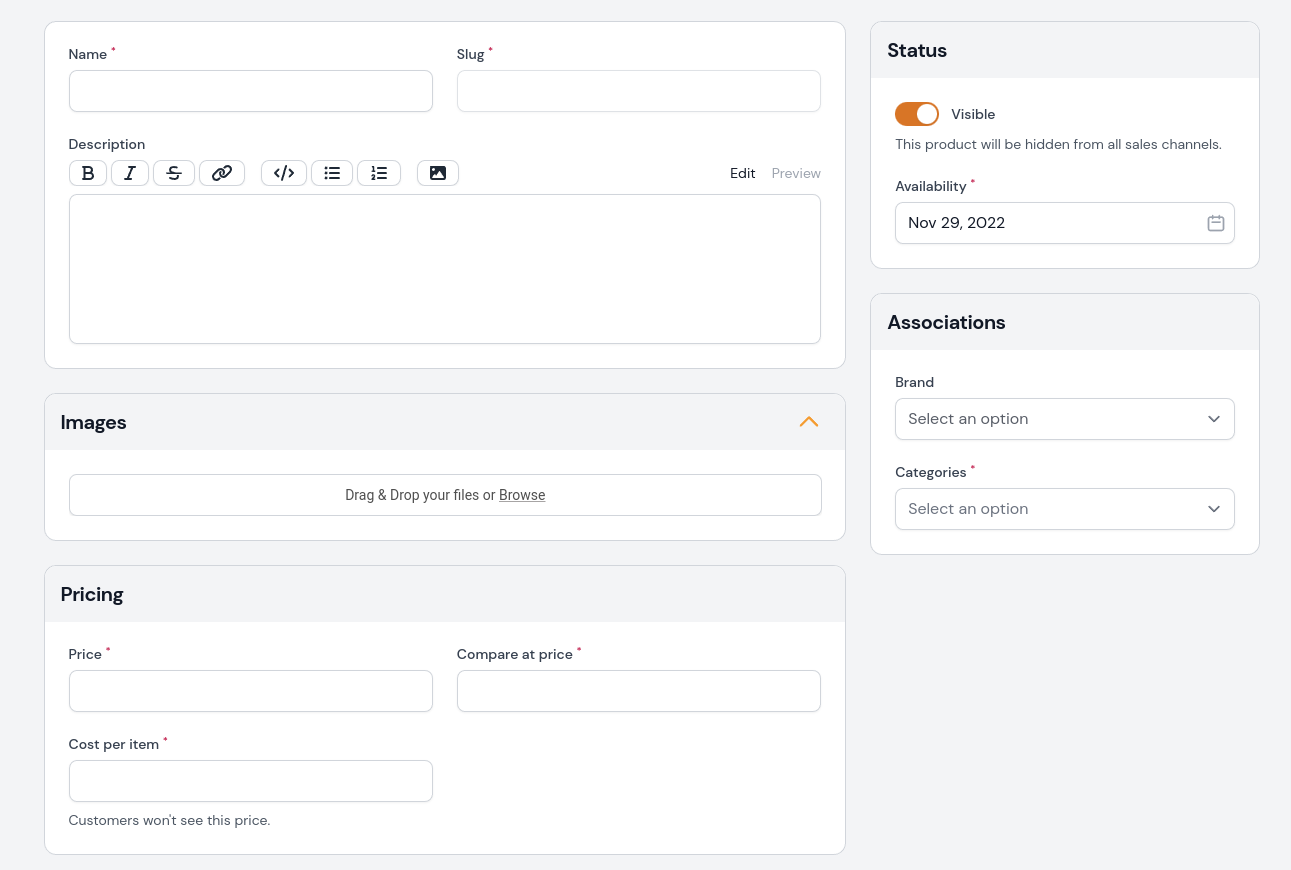 Name *
Slug *
Description
B I S </>
Edit Preview
Images
Drag & Drop your files or Browse
Pricing
Price *
Compare at price *
Cost per item *
Customers won't see this price.
Status
Visible
This product will be hidden from all sales channels.
Availability *
Nov 29, 2022
Associations
Brand
Select an option
Categories *
Select an option